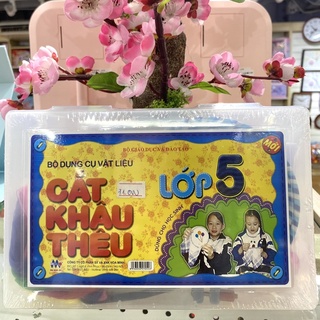 BỘ GIÁO DỤC VÀ ĐÀO TẠO
Mới
BỘ DỤNG CỤ VẬT LIỆU
CẮT
KHÂU
THÊU
LỚP 5
DÙNG CHO HỌC SINH